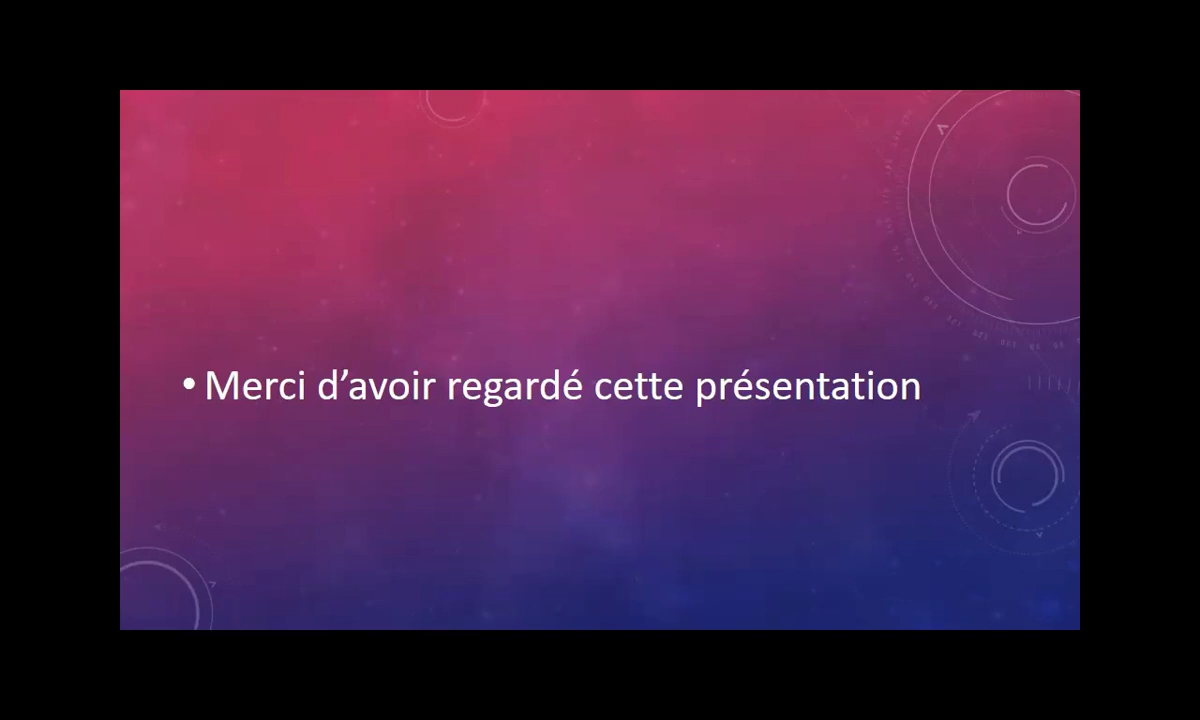 • Merci d’avoir regardé cette présentation